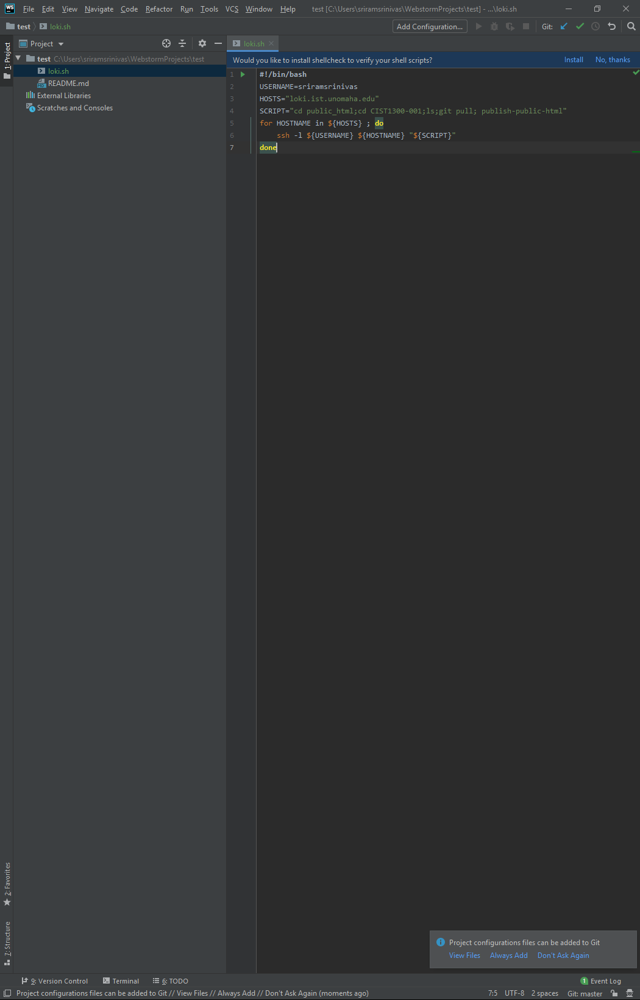 WS File Edit View Navigate Code Refactor Run Tools VCS Window Help test [C:\Users\sriramsrinivas\WebstormProjects\test] - ...\loki.sh
test loki.sh Add Configuration... Git:
1: Project
Project loki.sh
test C:\Users\sriramsrinivas\WebstormProjects\test
loki.sh
README.md
External Libraries
Scratches and Consoles
Would you like to install shellcheck to verify your shell scripts? Install No, thanks
1 #!/bin/bash
2 USERNAME=sriramsrinivas
3 HOSTS="loki.ist.unomaha.edu"
4 SCRIPT="cd public_html;cd CIST1300-001;ls;git pull; publish-public-html"
5 for HOSTNAME in ${HOSTS} ; do
6 ssh -l ${USERNAME} ${HOSTNAME} "${SCRIPT}"
7 done
2: Favorites
7: Structure
Project configurations files can be added to Git
View Files Always Add Don't Ask Again
9: Version Control Terminal 6: TODO 1 Event Log
Project configurations files can be added to Git // View Files // Always Add // Don't Ask Again (moments ago) 7:5 UTF-8 2 spaces Git: master